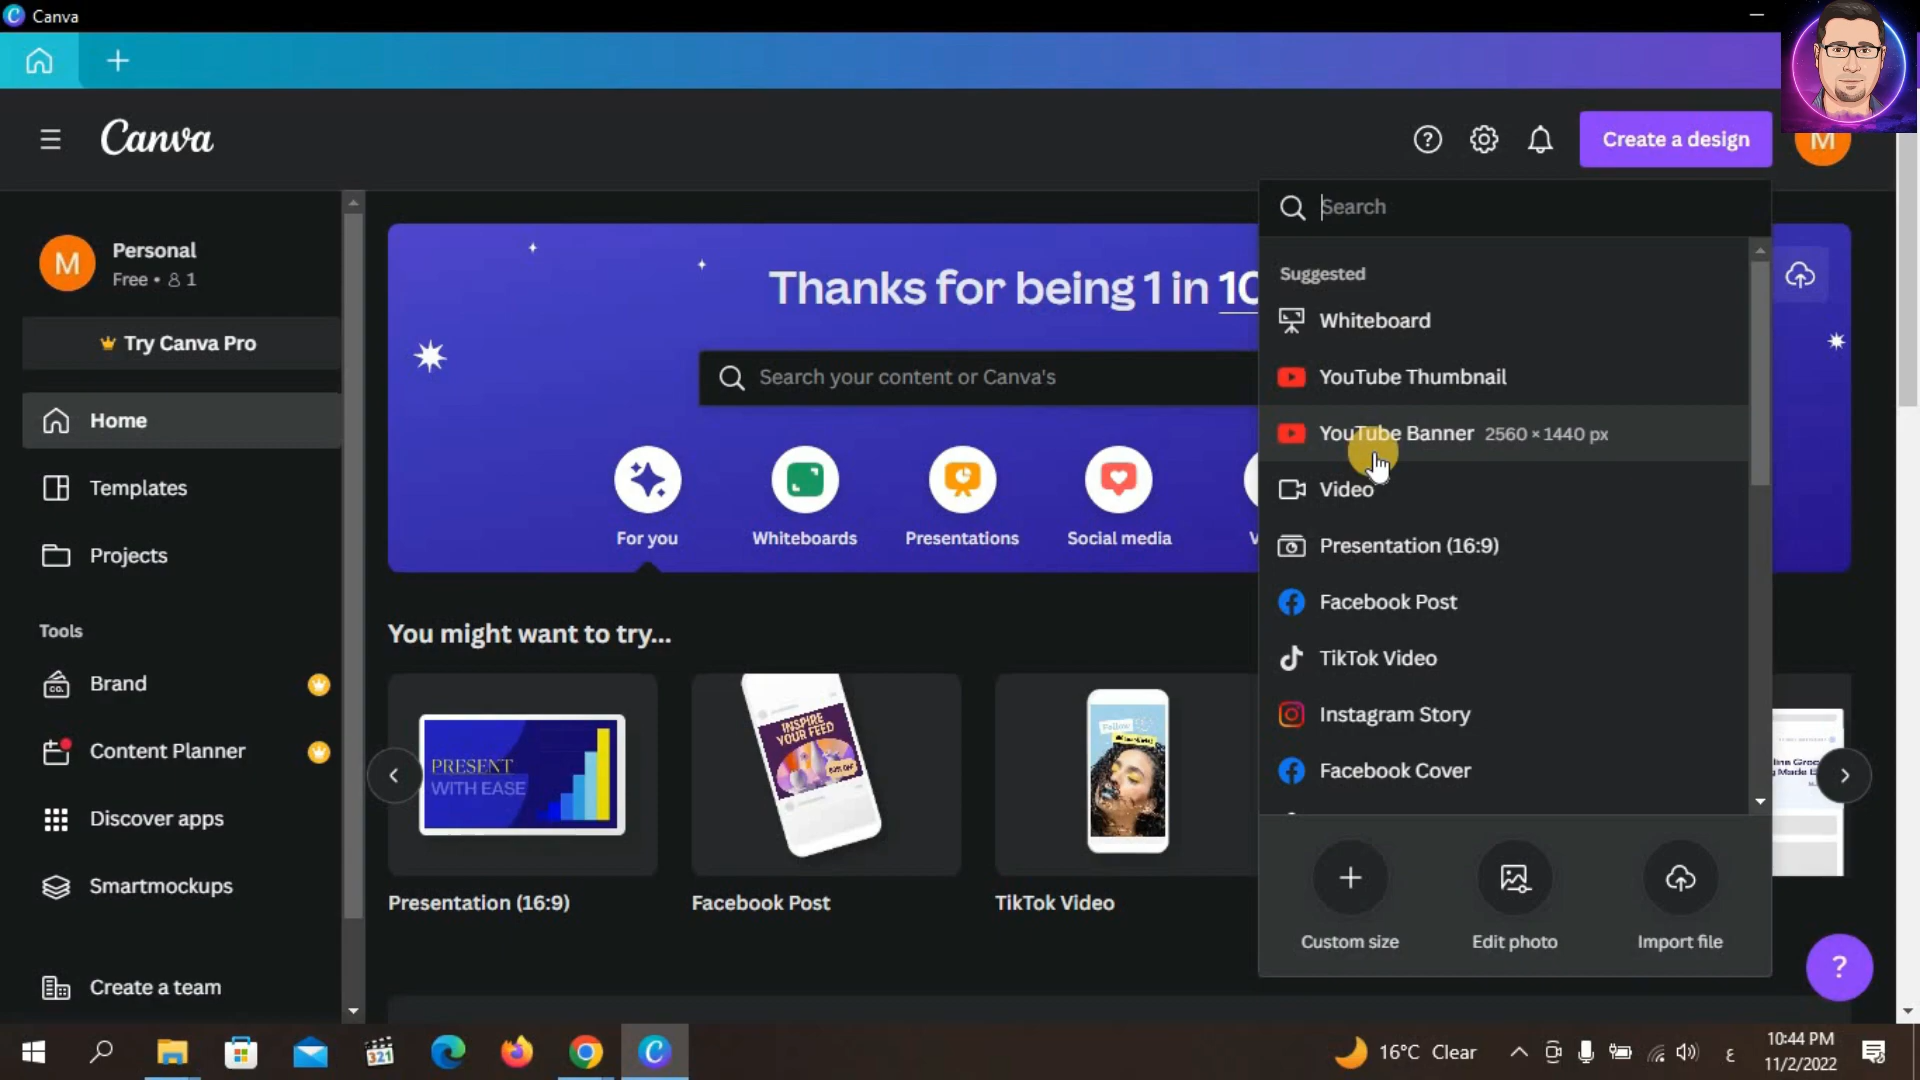 Canva
Canva
Create a design
M
Search
Personal
Free • 1
M
Try Canva Pro
Home
Templates
Projects
Tools
Brand
Content Planner
Discover apps
Smartmockups
Create a team
Thanks for being 1 in 10
Search your content or Canva's
For you
Whiteboards
Presentations
Social media
V
You might want to try...
PRESENT
WITH EASE
INSPIRE
YOUR FEED
Presentation (16:9)
Facebook Post
TikTok Video
Suggested
Whiteboard
YouTube Thumbnail
YouTube Banner 2560 × 1440 px
Video
Presentation (16:9)
Facebook Post
TikTok Video
Instagram Story
Facebook Cover
Custom size
Edit photo
Import file
?
321
16°C Clear
ع
10:44 PM
11/2/2022